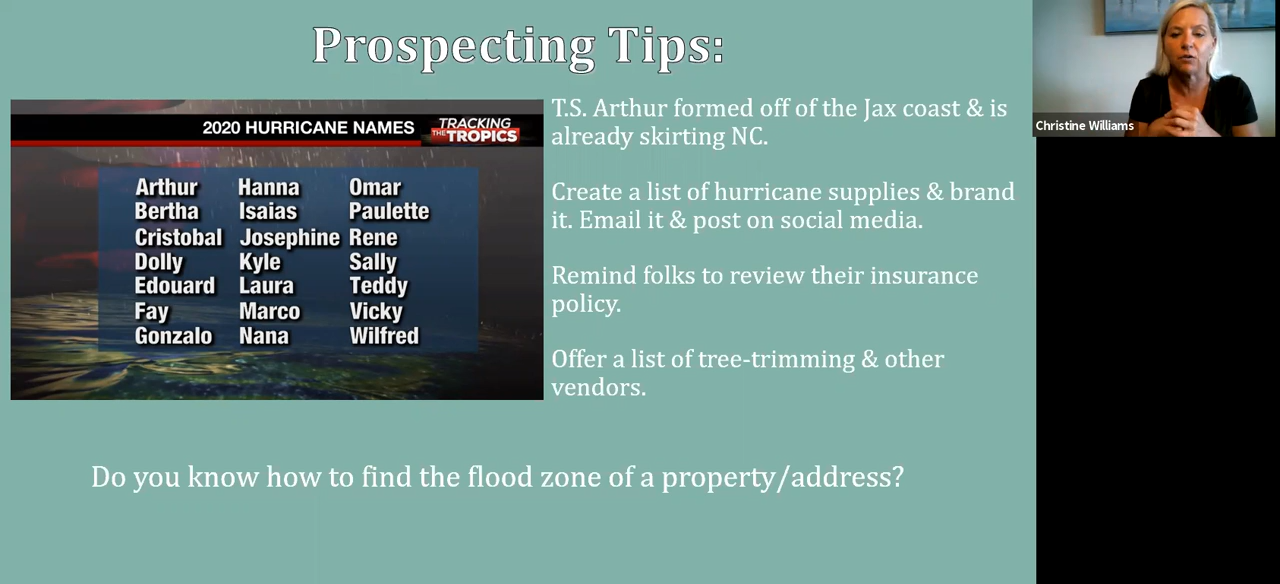 Prospecting Tips:
2020 HURRICANE NAMES
TRACKING
THE TROPICS
Arthur Hanna Omar
Bertha Isaias Paulette
Cristobal Josephine Rene
Dolly Kyle Sally
Edouard Laura Teddy
Fay Marco Vicky
Gonzalo Nana Wilfred
T.S. Arthur formed off of the Jax coast & is
already skirting NC.
Create a list of hurricane supplies & brand
it. Email it & post on social media.
Remind folks to review their insurance
policy.
Offer a list of tree-trimming & other
vendors.
Do you know how to find the flood zone of a property/address?
Christine Williams